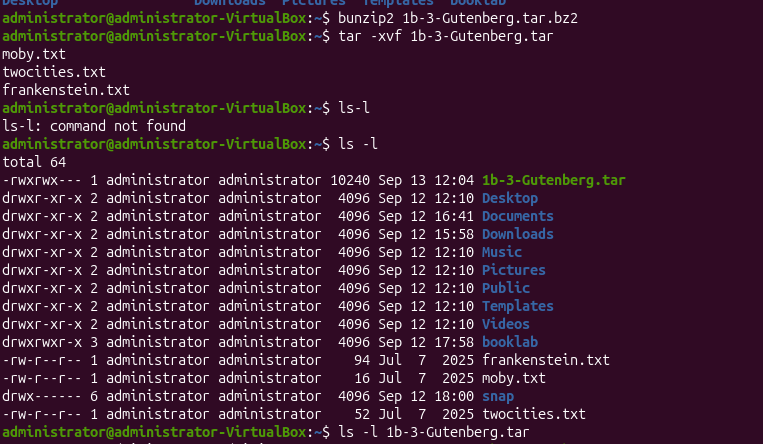 Desktop Downloads Pictures Templates booklab
administrator@administrator-VirtualBox:~$ bunzip2 1b-3-Gutenberg.tar.bz2
administrator@administrator-VirtualBox:~$ tar -xvf 1b-3-Gutenberg.tar
moby.txt
twocities.txt
frankenstein.txt
administrator@administrator-VirtualBox:~$ ls-l
ls-l: command not found
administrator@administrator-VirtualBox:~$ ls -l
total 64
-rwxrwx--- 1 administrator administrator 10240 Sep 13 12:04 1b-3-Gutenberg.tar
drwxr-xr-x 2 administrator administrator  4096 Sep 12 12:10 Desktop
drwxr-xr-x 2 administrator administrator  4096 Sep 12 16:41 Documents
drwxr-xr-x 2 administrator administrator  4096 Sep 12 15:58 Downloads
drwxr-xr-x 2 administrator administrator  4096 Sep 12 12:10 Music
drwxr-xr-x 2 administrator administrator  4096 Sep 12 12:10 Pictures
drwxr-xr-x 2 administrator administrator  4096 Sep 12 12:10 Public
drwxr-xr-x 2 administrator administrator  4096 Sep 12 12:10 Templates
drwxr-xr-x 2 administrator administrator  4096 Sep 12 12:10 Videos
drwxrwxr-x 3 administrator administrator  4096 Sep 12 17:58 booklab
-rw-r--r-- 1 administrator administrator    94 Jul  7  2025 frankenstein.txt
-rw-r--r-- 1 administrator administrator    16 Jul  7  2025 moby.txt
drwx------ 6 administrator administrator  4096 Sep 12 18:00 snap
-rw-r--r-- 1 administrator administrator    52 Jul  7  2025 twocities.txt
administrator@administrator-VirtualBox:~$ ls -l 1b-3-Gutenberg.tar